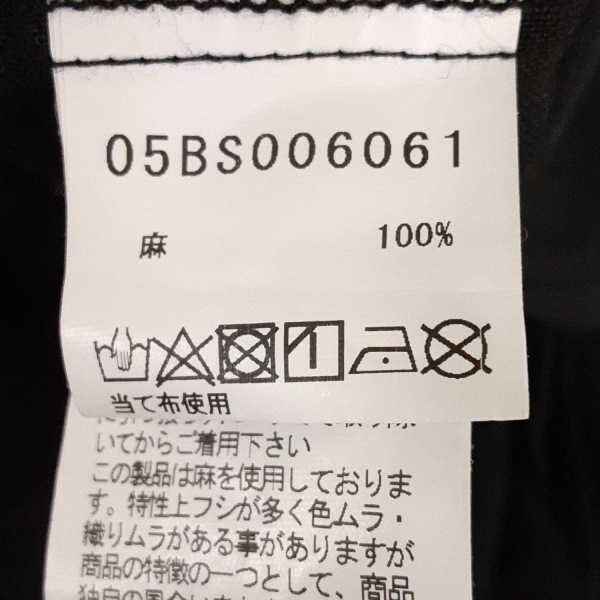 05BS006061
麻 100%
当て布使用
いてからご着用下さい
この製品は麻を使用しておりま
す。特性上フシが多く色ムラ・
織りムラがある事がありますが
商品の特徴の一つとして、商品